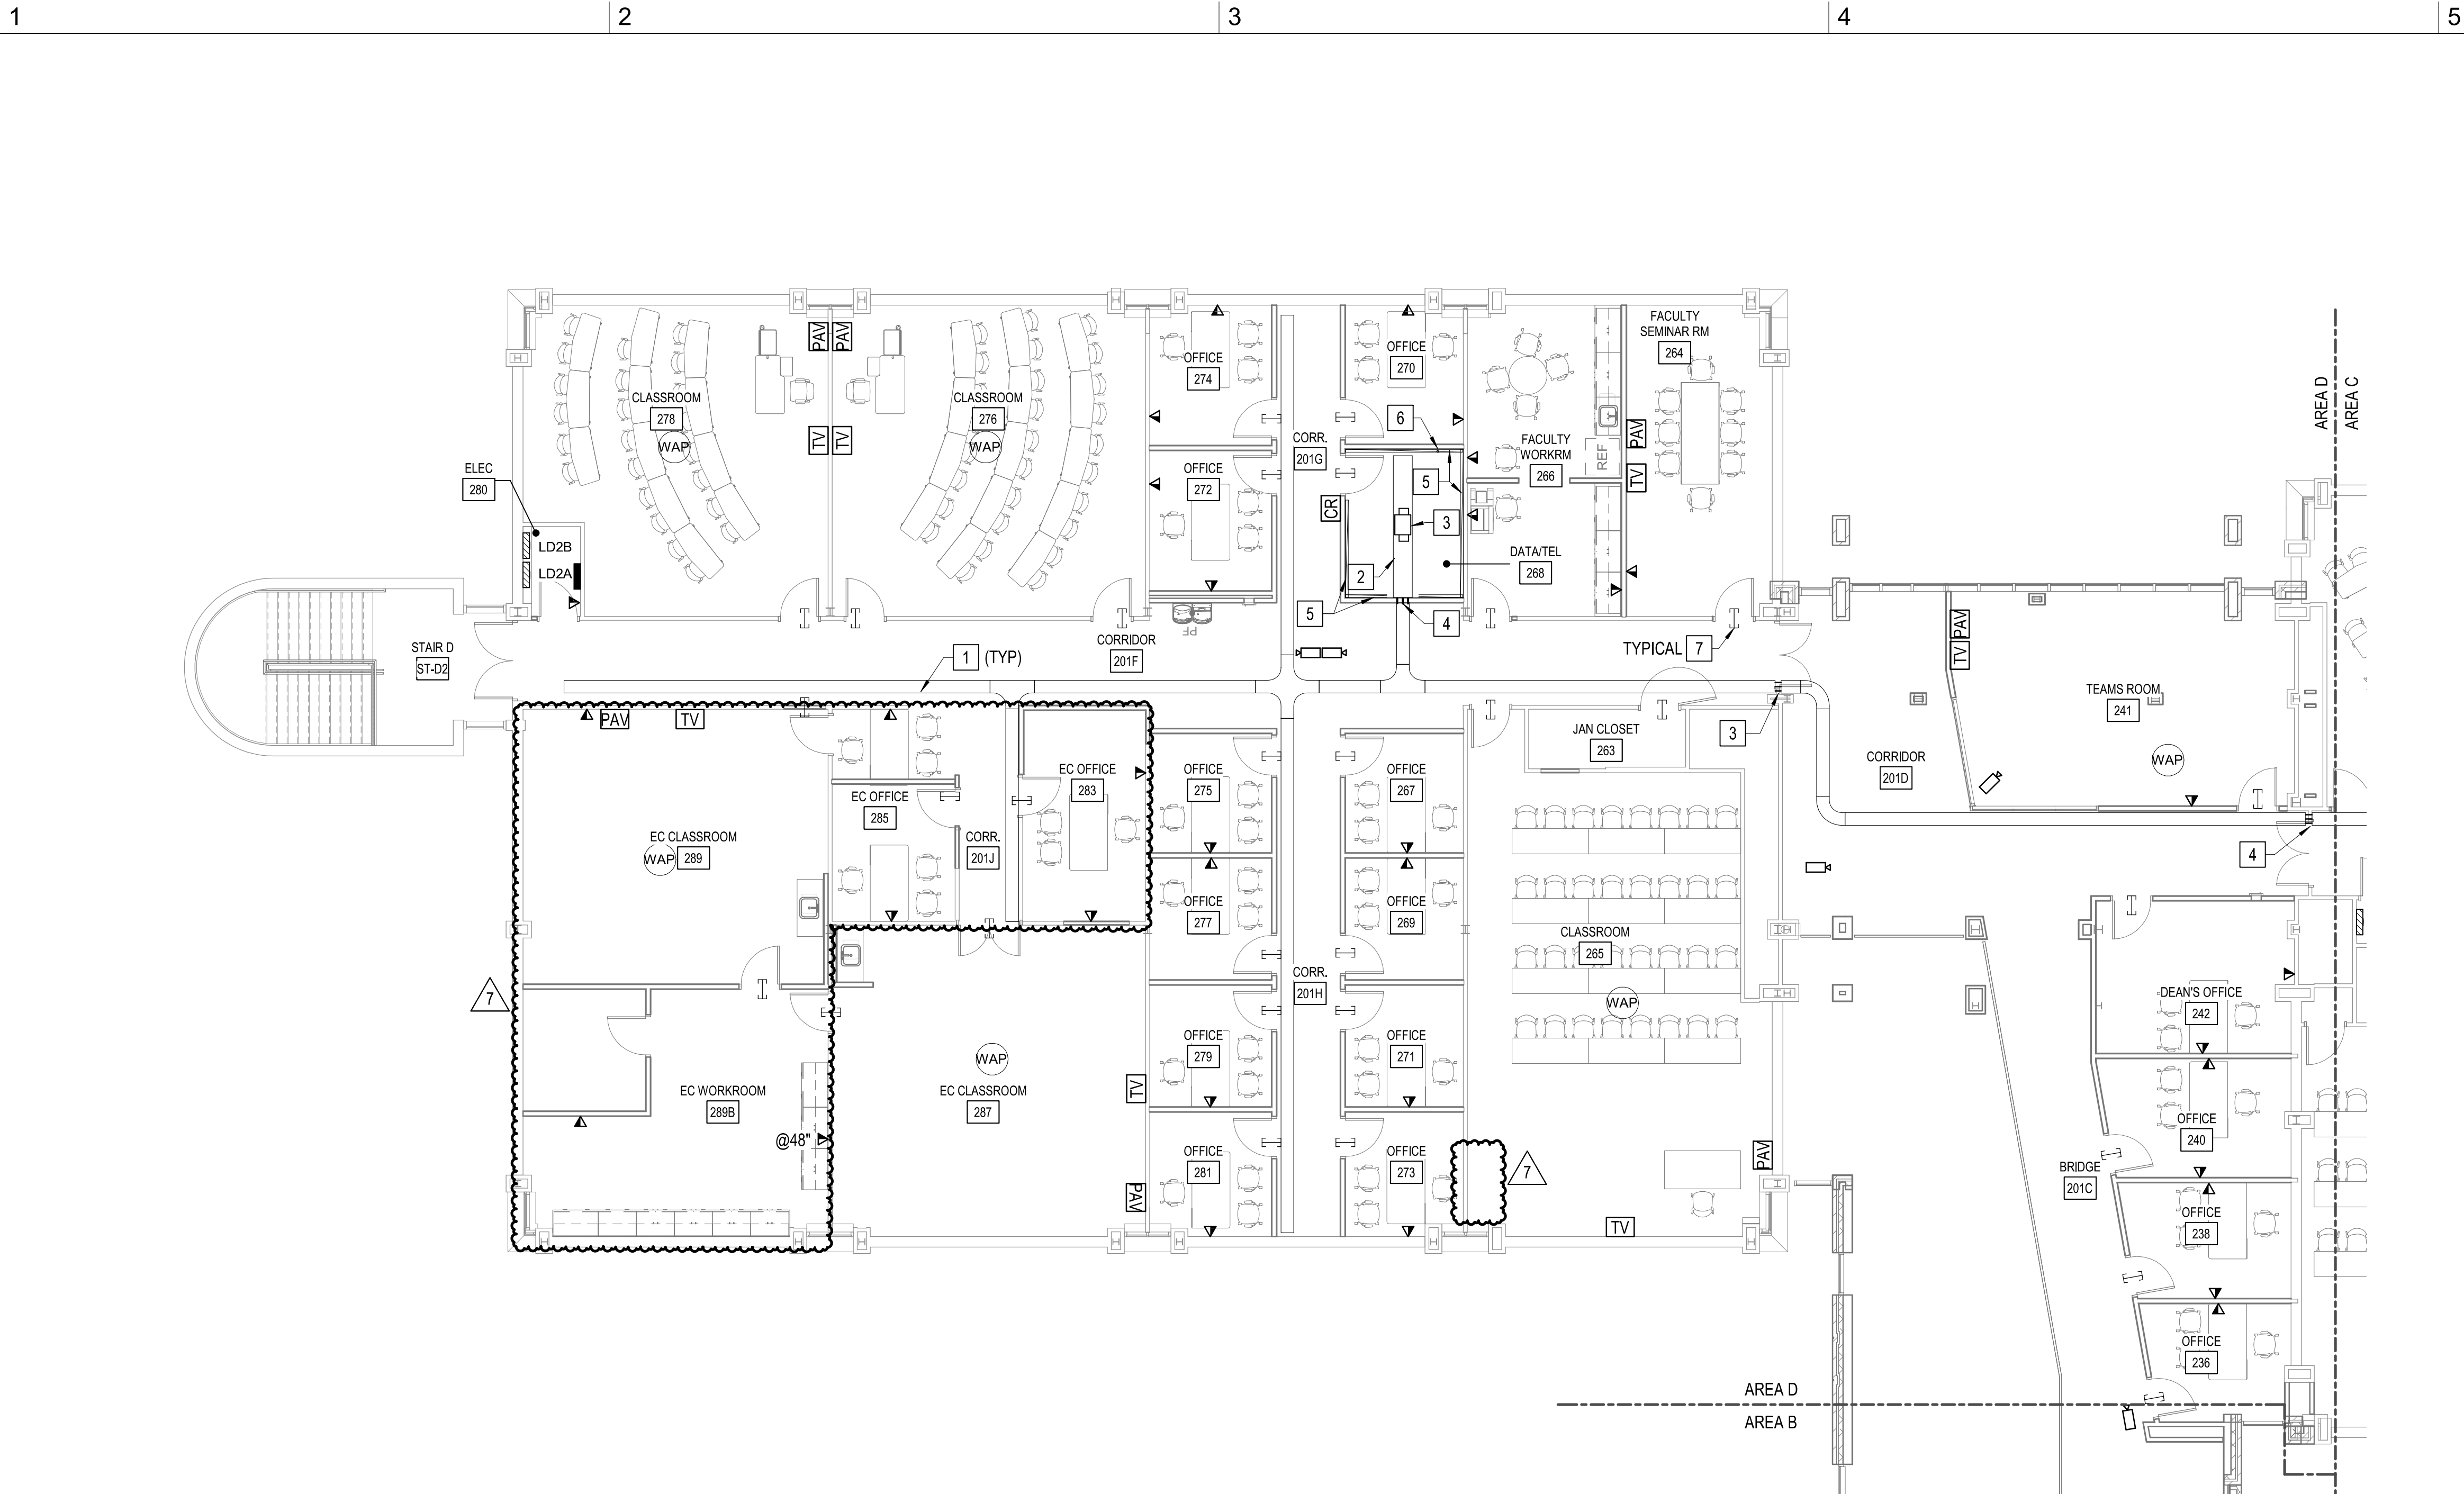 1
2
3
4
5
FACULTY
SEMINAR RM
264
OFFICE
274
OFFICE
270
AREA D
AREA C
CLASSROOM
278
WAP
CLASSROOM
276
WAP
PAV
PAV
TV
TV
6
CORR.
201G
FACULTY
WORKRM
266
REF
PAV
TV
ELEC
280
OFFICE
272
5
CR
3
LD2B
LD2A
DATA/TEL
268
2
5
4
DF
CORRIDOR
201F
STAIR D
ST-D2
1 (TYP)
TYPICAL 7
PAV
TV
TEAMS ROOM
241
WAP
PAV
TV
JAN CLOSET
263
3
CORRIDOR
201D
EC OFFICE
283
OFFICE
275
OFFICE
267
EC OFFICE
285
CORR.
201J
EC CLASSROOM
WAP 289
4
OFFICE
277
OFFICE
269
CLASSROOM
265
WAP
CORR.
201H
7
DEAN'S OFFICE
242
OFFICE
279
OFFICE
271
WAP
EC CLASSROOM
287
TV
EC WORKROOM
289B
@48"
OFFICE
240
OFFICE
281
OFFICE
273
7
PAV
PAV
TV
BRIDGE
201C
OFFICE
238
OFFICE
236
AREA D
AREA B